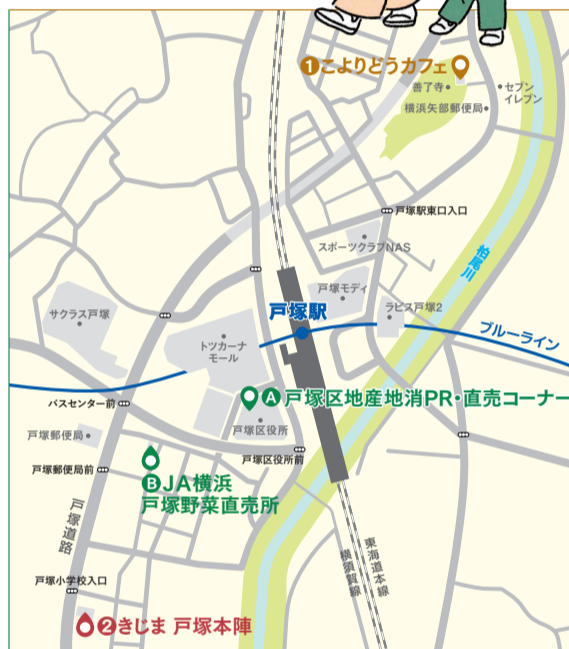 ❶こよりどうカフェ
善了寺
セブン
イレブン
横浜矢部郵便局
戸塚駅東口入口
スポーツクラブNAS
柏尾川
戸塚モディ
ラピス戸塚2
戸塚駅
ブルーライン
サクラス戸塚
トツカーナ
モール
バスセンター前
Ⓐ戸塚区地産地消PR・直売コーナー
戸塚区役所
戸塚郵便局
戸塚区役所前
戸塚郵便局前
ⒷJA横浜
戸塚野菜直売所
戸塚道路
東海道本線
横須賀線
戸塚小学校入口
❷きじま 戸塚本陣